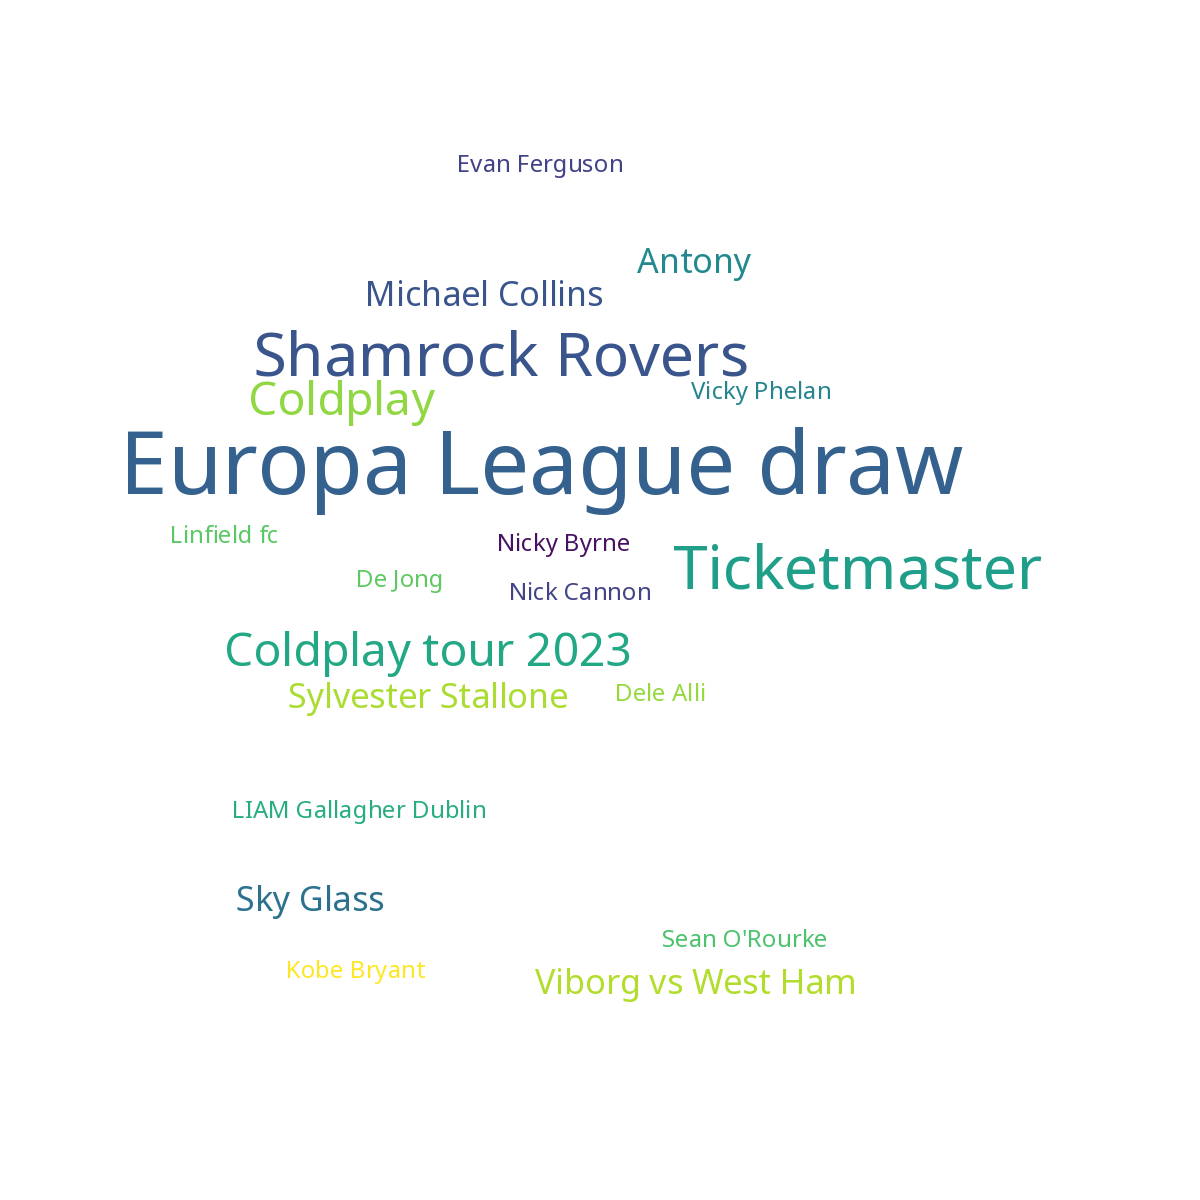 Evan Ferguson
Antony
Michael Collins
Shamrock Rovers
Coldplay
Vicky Phelan
Europa League draw
Linfield fc
Nicky Byrne
Ticketmaster
De Jong
Nick Cannon
Coldplay tour 2023
Sylvester Stallone
Dele Alli
LIAM Gallagher Dublin
Sky Glass
Sean O'Rourke
Kobe Bryant
Viborg vs West Ham